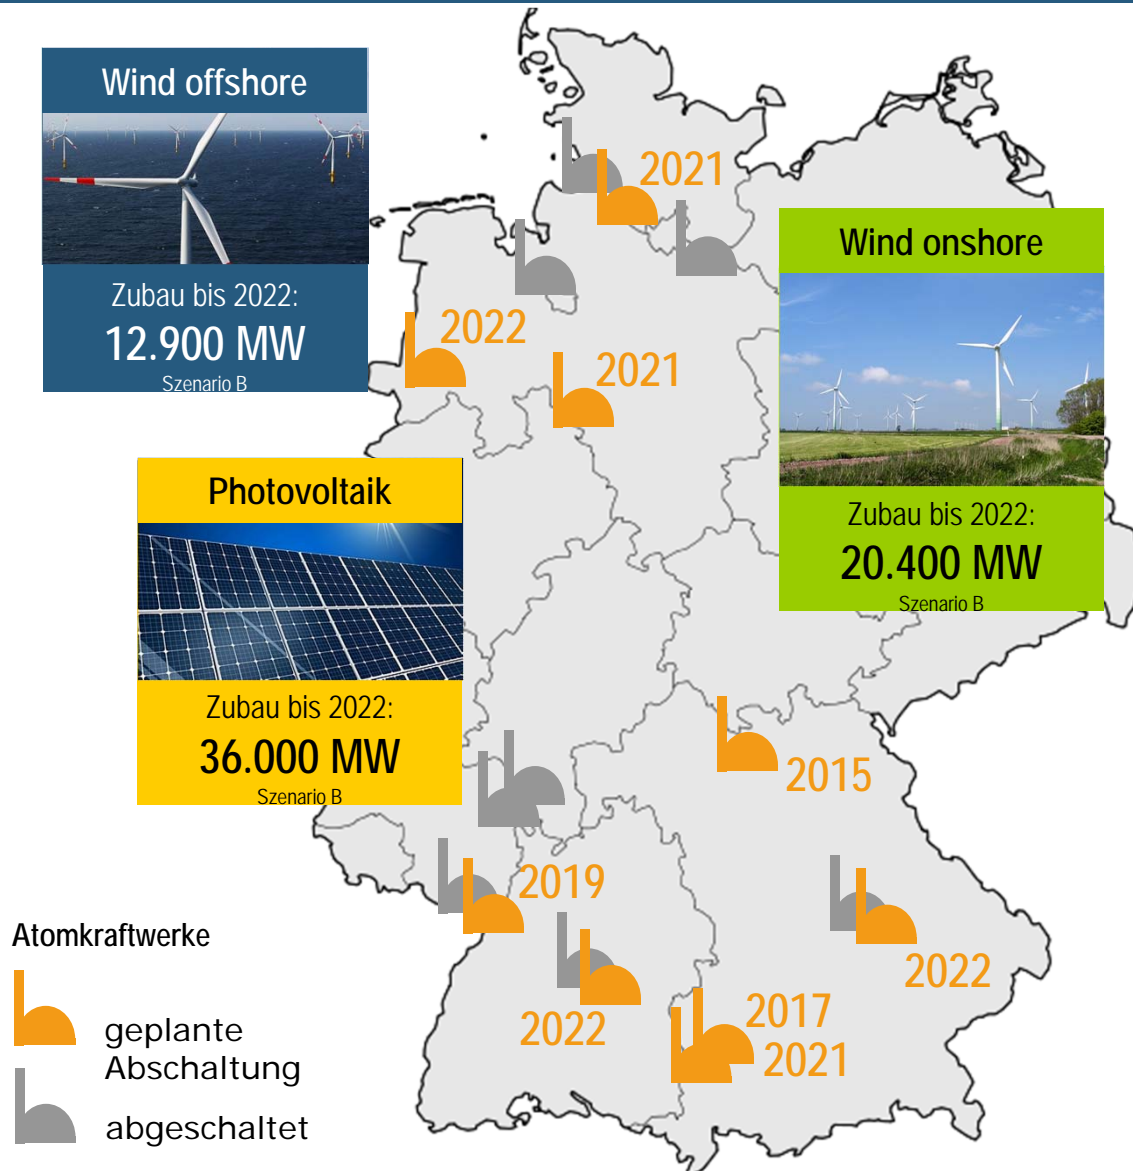 Wind offshore
Zubau bis 2022:
12.900 MW
Szenario B
Wind onshore
Zubau bis 2022:
20.400 MW
Szenario B
Photovoltaik
Zubau bis 2022:
36.000 MW
Szenario B
2021
2022
2021
2015
2019
2022
2022
2017
2021
Atomkraftwerke
geplante
Abschaltung
abgeschaltet